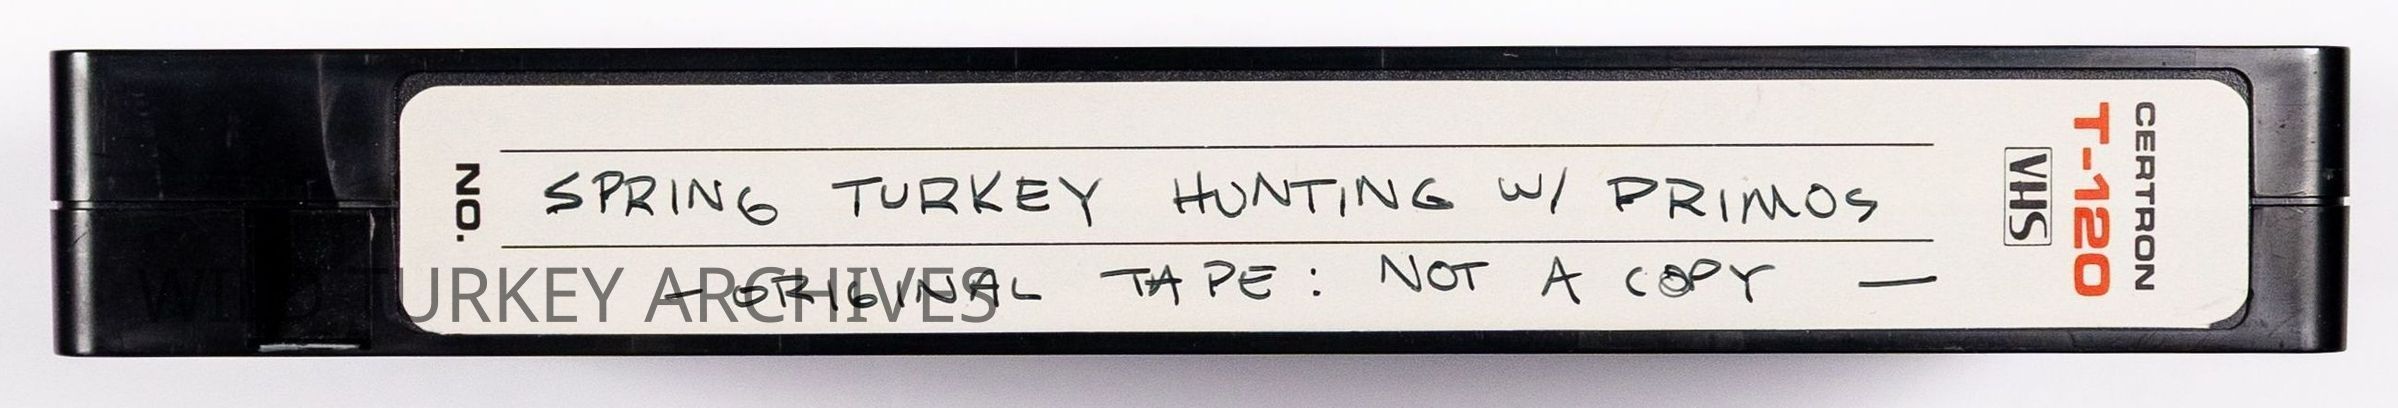 NO.
SPRING TURKEY HUNTING W/ PRIMOS
- ORIGINAL TAPE: NOT A COPY -
WILD TURKEY ARCHIVES
VHS
T-120
CERTRON